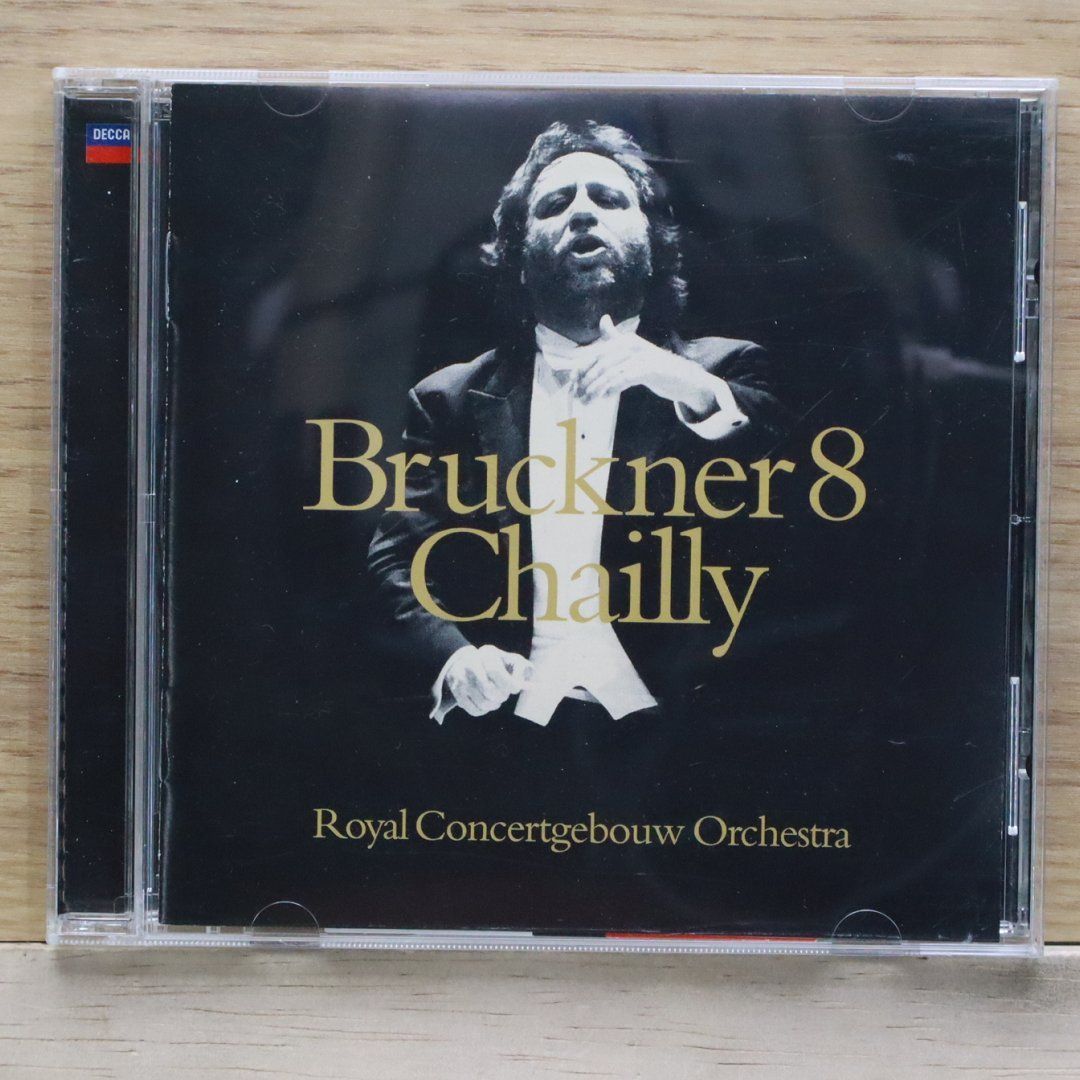 DECCA
Bruckner 8
Chailly
Royal Concertgebouw Orchestra